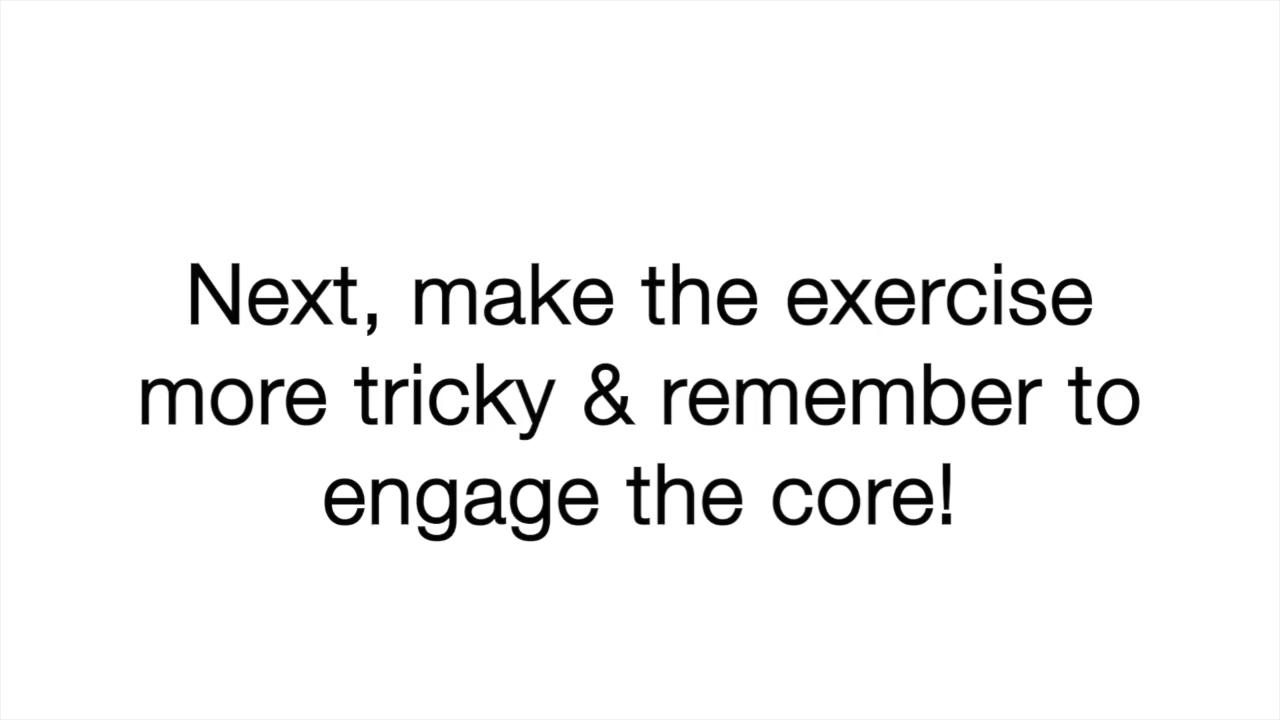 Next, make the exercise
more tricky & remember to
engage the core!